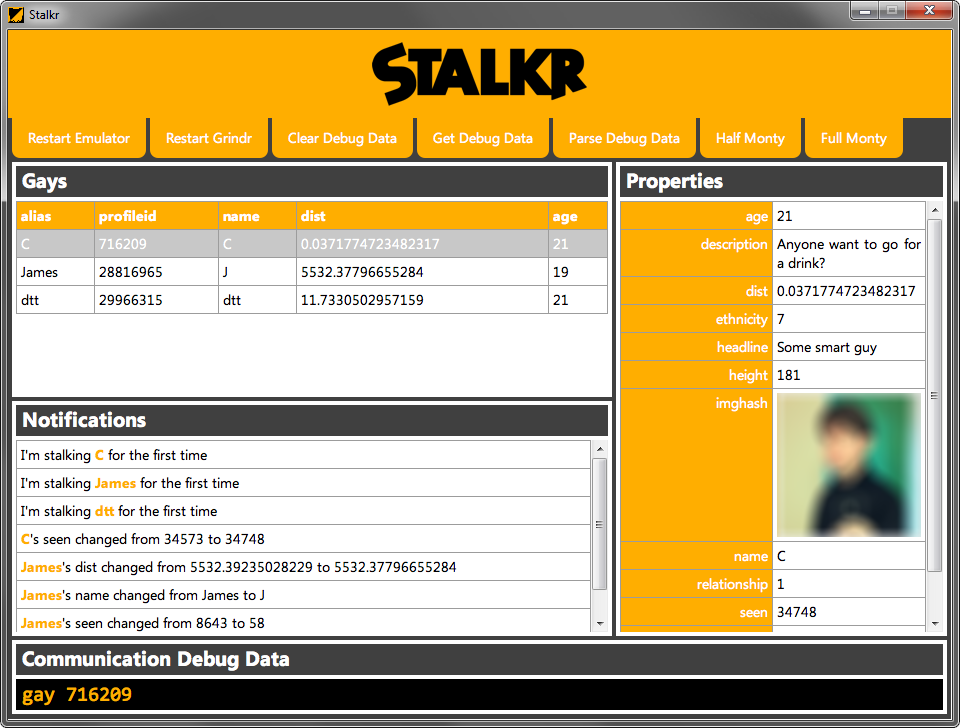 Stalkr
STALKR
Restart Emulator Restart Grindr Clear Debug Data Get Debug Data Parse Debug Data Half Monty Full Monty
Gays
alias profileid name dist age
C 716209 C 0.0371774723482317 21
James 28816965 J 5532.37796655284 19
dtt 29966315 dtt 11.7330502957159 21
Notifications
I'm stalking C for the first time
I'm stalking James for the first time
I'm stalking dtt for the first time
C's seen changed from 34573 to 34748
James's dist changed from 5532.39235028229 to 5532.37796655284
James's name changed from James to J
James's seen changed from 8643 to 58
Properties
age 21
description Anyone want to go for
a drink?
dist 0.0371774723482317
ethnicity 7
headline Some smart guy
height 181
imghash
name C
relationship 1
seen 34748
Communication Debug Data
gay 716209